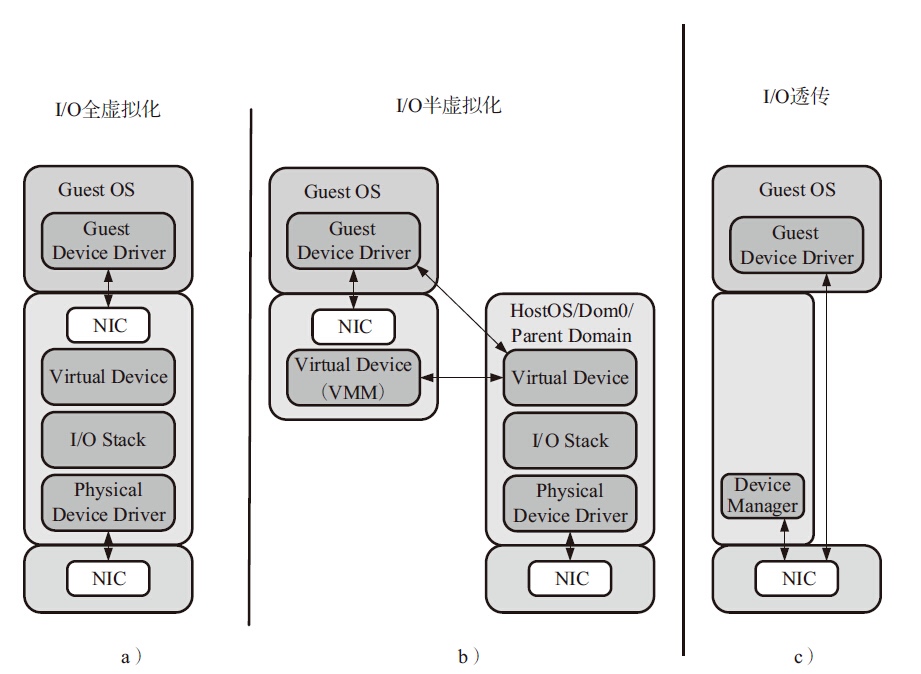 I/O全虚拟化
Guest OS
Guest
Device Driver
NIC
Virtual Device
I/O Stack
Physical
Device Driver
NIC
a）
I/O半虚拟化
Guest OS
Guest
Device Driver
NIC
Virtual Device
（VMM）
HostOS/Dom0/
Parent Domain
Virtual Device
I/O Stack
Physical
Device Driver
NIC
b）
I/O透传
Guest OS
Guest
Device Driver
Device
Manager
NIC
c）